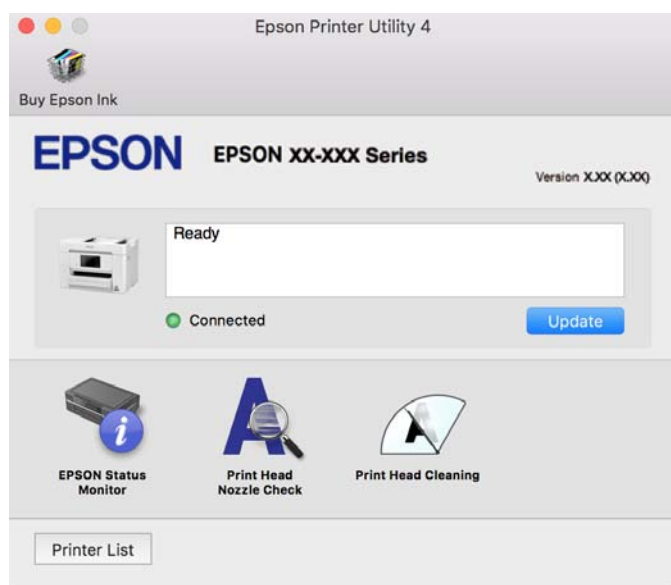 Epson Printer Utility 4
Buy Epson Ink
EPSON
EPSON XX-XXX Series
Version X.XX (X.XX)
Ready
Connected
Update
EPSON Status
Monitor
Print Head
Nozzle Check
Print Head Cleaning
Printer List